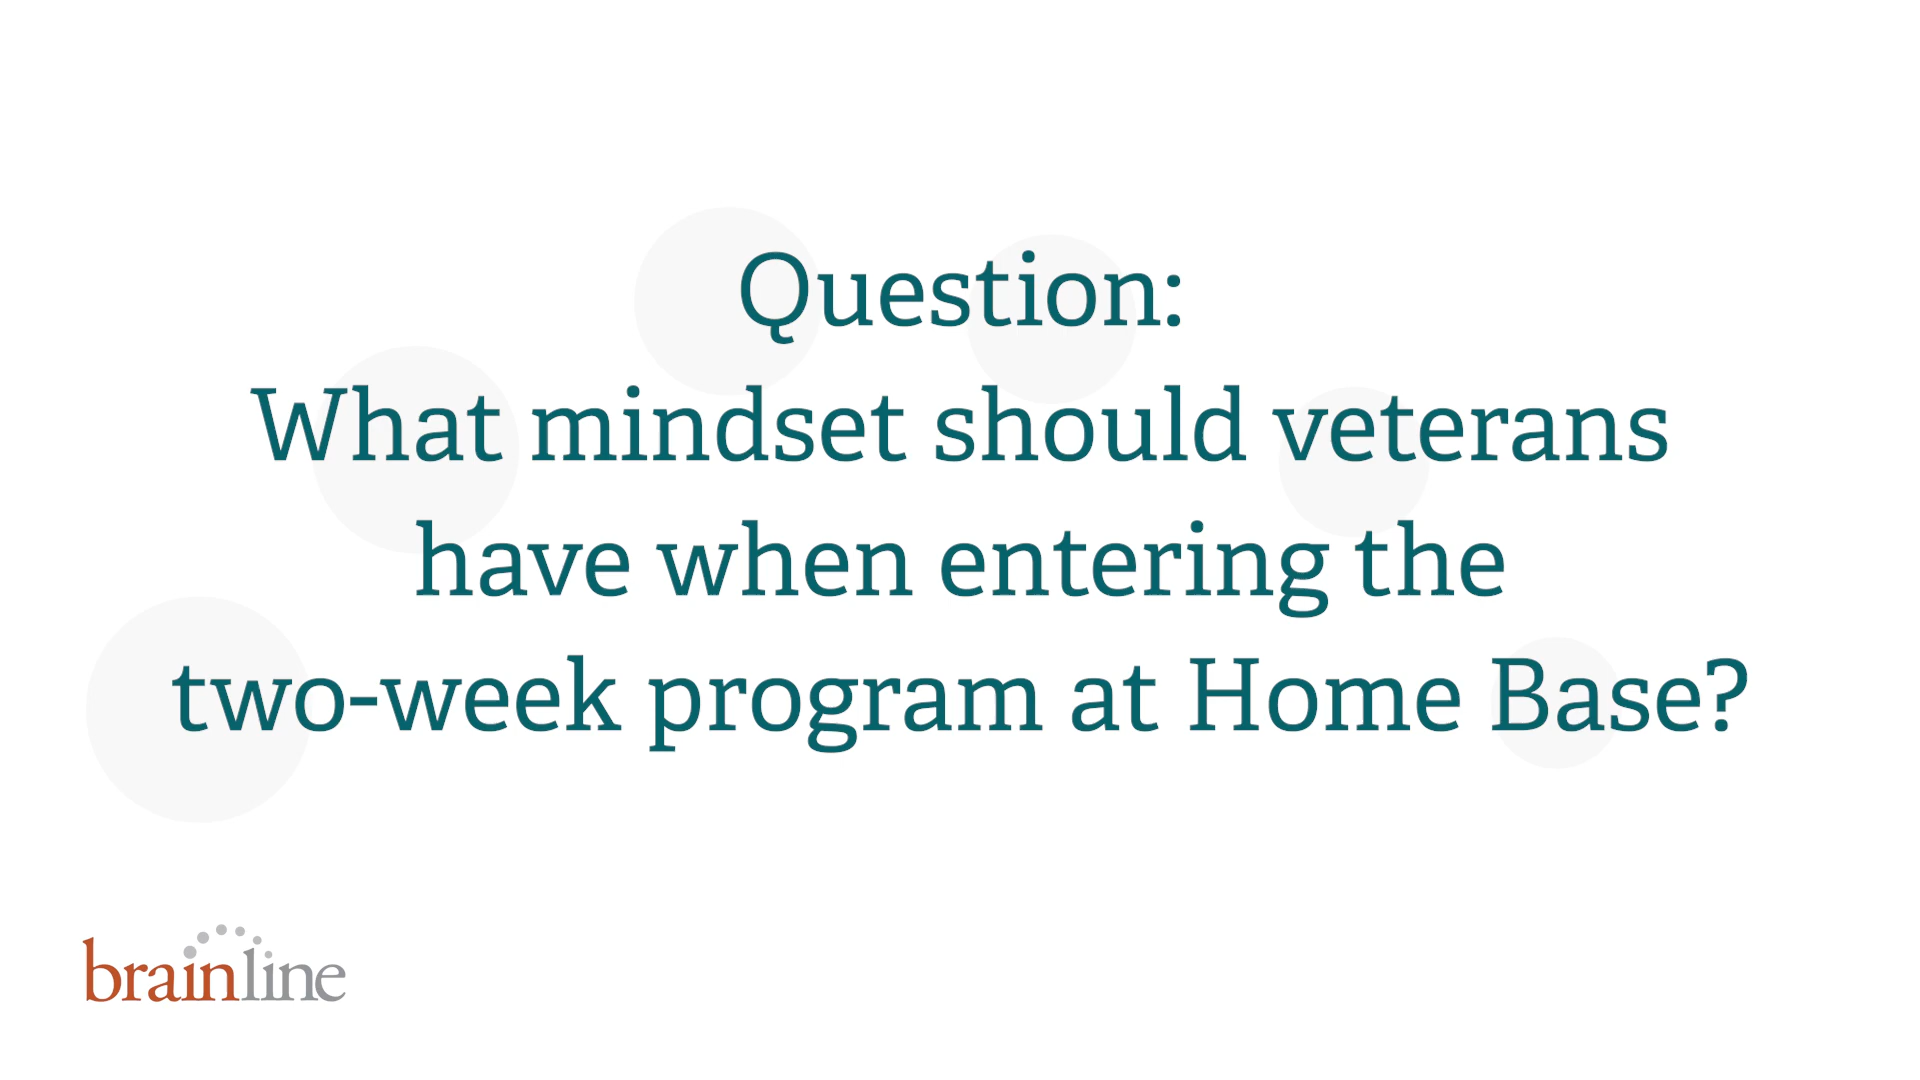 Question:
What mindset should veterans
have when entering the
two-week program at Home Base?
brainline